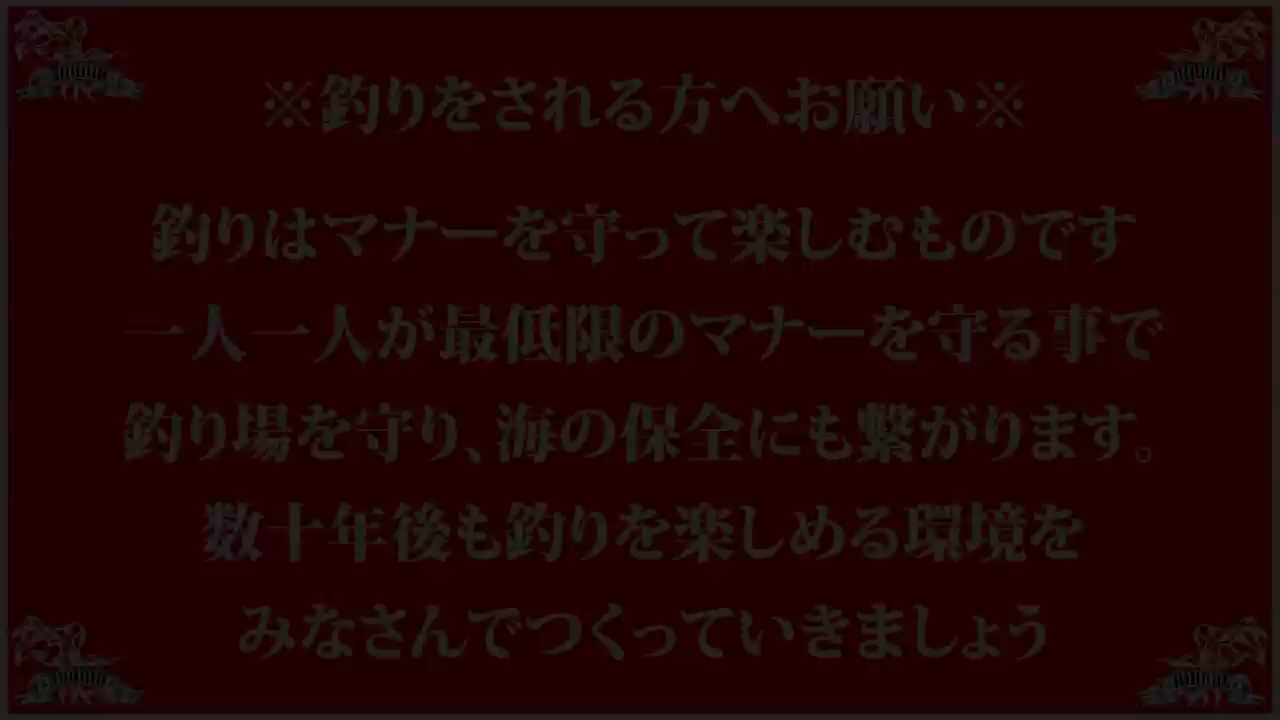 ※釣りをされる方へお願い※
釣りはマナーを守って楽しむものです
一人一人が最低限のマナーを守る事で
釣り場を守り、海の保全にも繋がります。
数十年後も釣りを楽しめる環境を
みなさんでつくっていきましょう